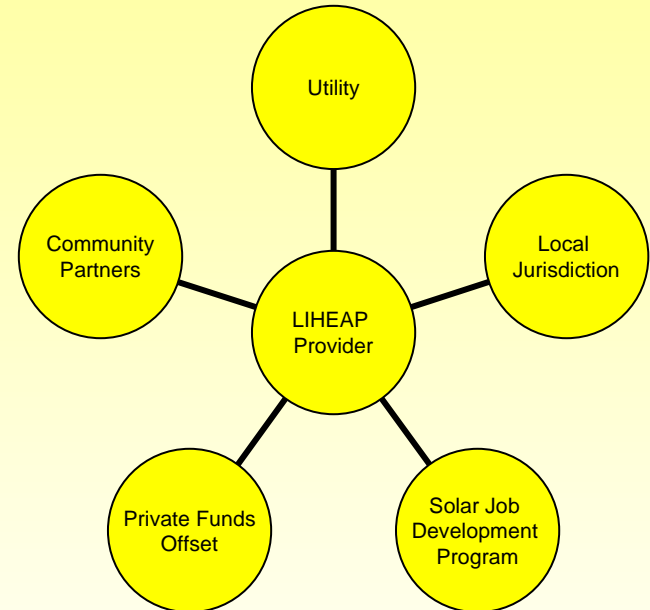 Utility
Community
Partners
Local
Jurisdiction
LIHEAP
Provider
Private Funds
Offset
Solar Job
Development
Program